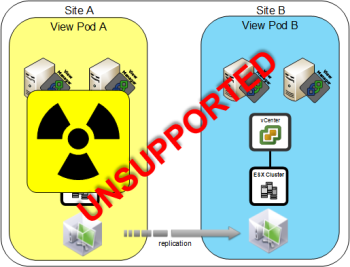 Site A
Site B
View Pod A
View Pod B
UNSUPPORTED
vCenter
ESX Cluster
replication